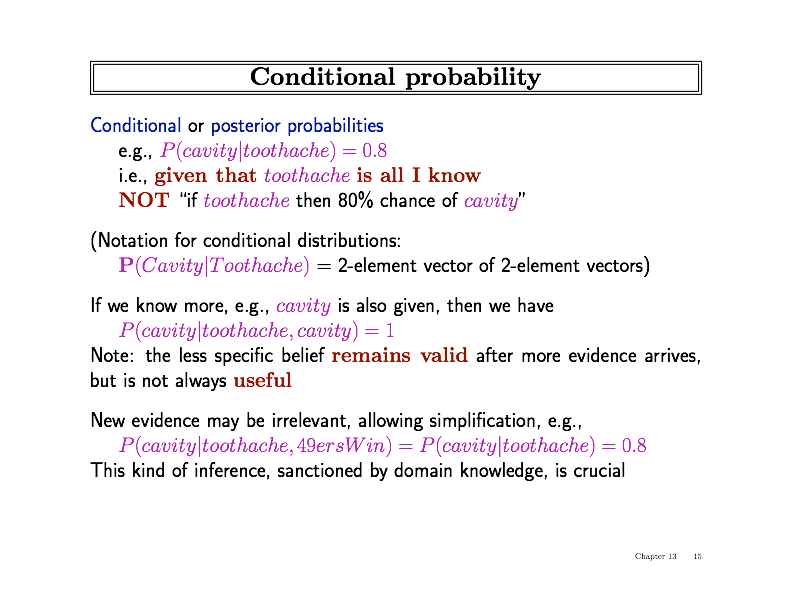 Conditional probability
Conditional or posterior probabilities
e.g., P(cavity|toothache) = 0.8
i.e., given that toothache is all I know
NOT “if toothache then 80% chance of cavity”
(Notation for conditional distributions:
P(Cavity|Toothache) = 2-element vector of 2-element vectors)
If we know more, e.g., cavity is also given, then we have
P(cavity|toothache, cavity) = 1
Note: the less specific belief remains valid after more evidence arrives,
but is not always useful
New evidence may be irrelevant, allowing simplification, e.g.,
P(cavity|toothache, 49ersWin) = P(cavity|toothache) = 0.8
This kind of inference, sanctioned by domain knowledge, is crucial
Chapter 13 15